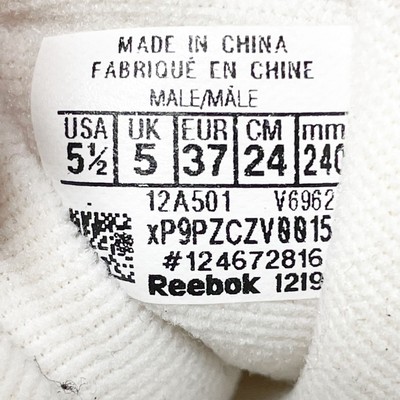 MADE IN CHINA
FABRIQUÉ EN CHINE
MALE/MÂLE
USA UK EUR CM mm
5½ 5 37 24 240
12A501 V6962
xP9PZCZV0015
#124672816
Reebok 1219